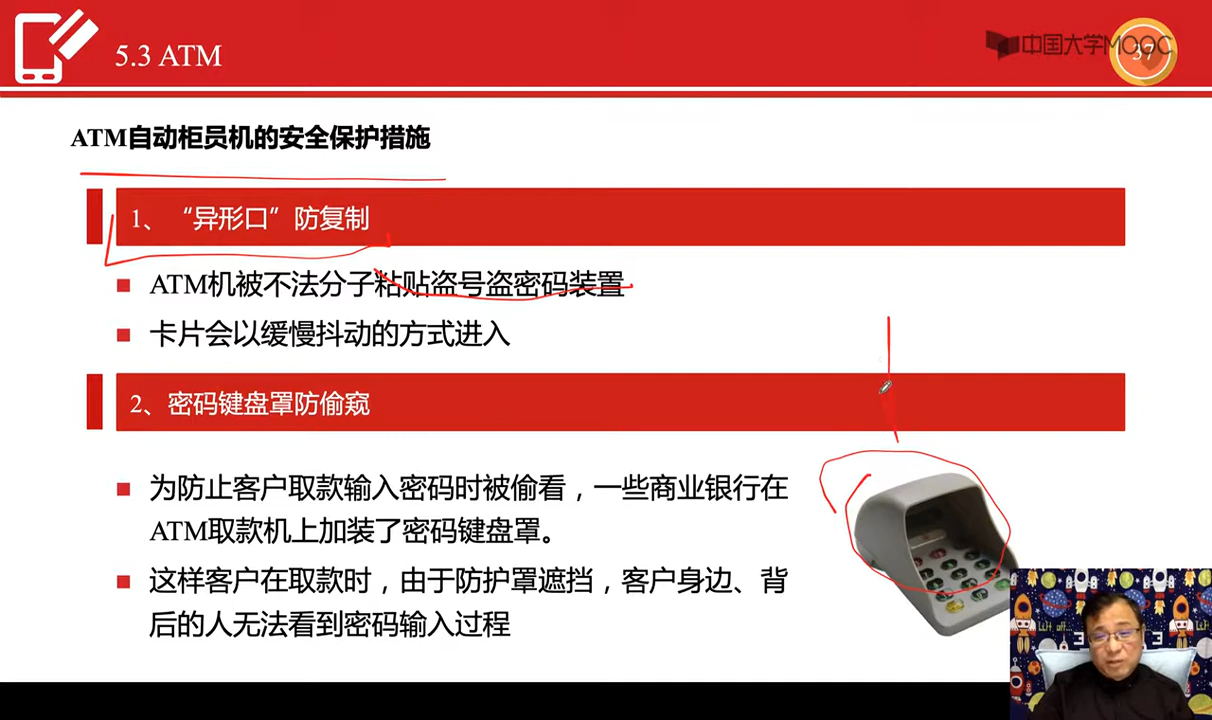 5.3 ATM
中国大学MOOC
37
ATM自动柜员机的安全保护措施
1、“异形口”防复制
ATM机被不法分子粘贴盗号盗密码装置
卡片会以缓慢抖动的方式进入
2、密码键盘罩防偷窥
为防止客户取款输入密码时被偷看，一些商业银行在
ATM取款机上加装了密码键盘罩。
这样客户在取款时，由于防护罩遮挡，客户身边、背
后的人无法看到密码输入过程